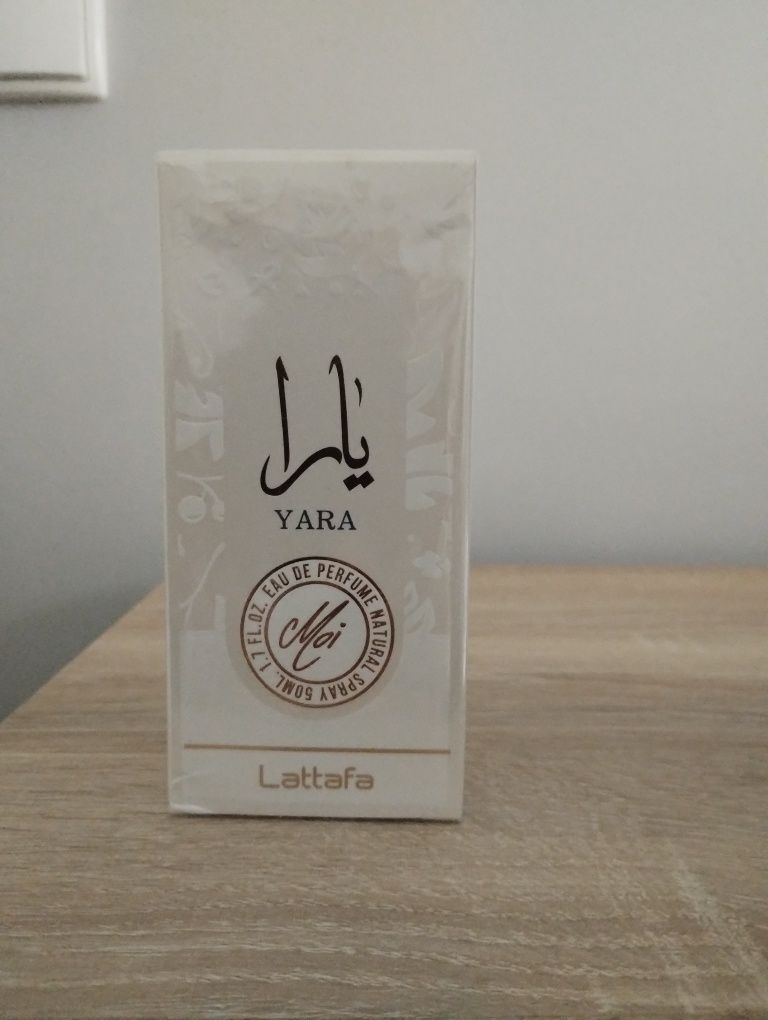 يارا
YARA
EAU DE PERFUME NATURAL SPRAY 50ML. 1.7 FL.OZ.
Moi
Lattafa